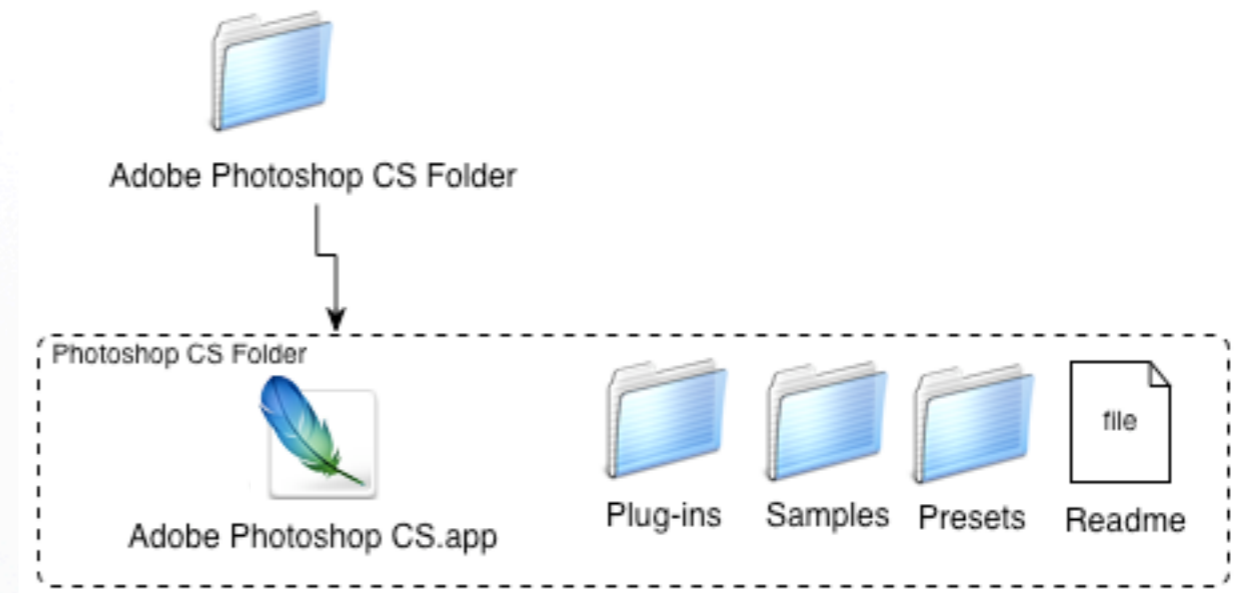 Adobe Photoshop CS Folder
Photoshop CS Folder
Adobe Photoshop CS.app
Plug-ins
Samples
Presets
file
Readme